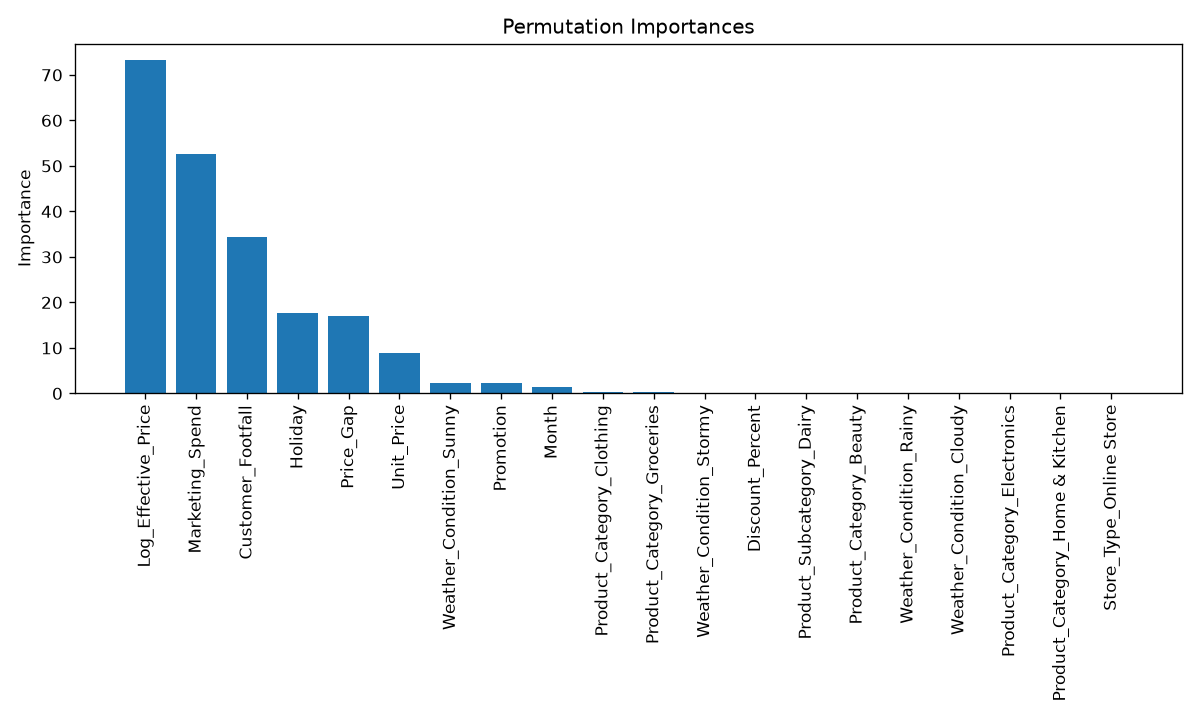 Permutation Importances
Importance
70
60
50
40
30
20
10
0
Log_Effective_Price
Marketing_Spend
Customer_Footfall
Holiday
Price_Gap
Unit_Price
Weather_Condition_Sunny
Promotion
Month
Product_Category_Clothing
Product_Category_Groceries
Weather_Condition_Stormy
Discount_Percent
Product_Subcategory_Dairy
Product_Category_Beauty
Weather_Condition_Rainy
Weather_Condition_Cloudy
Product_Category_Electronics
Product_Category_Home & Kitchen
Store_Type_Online Store